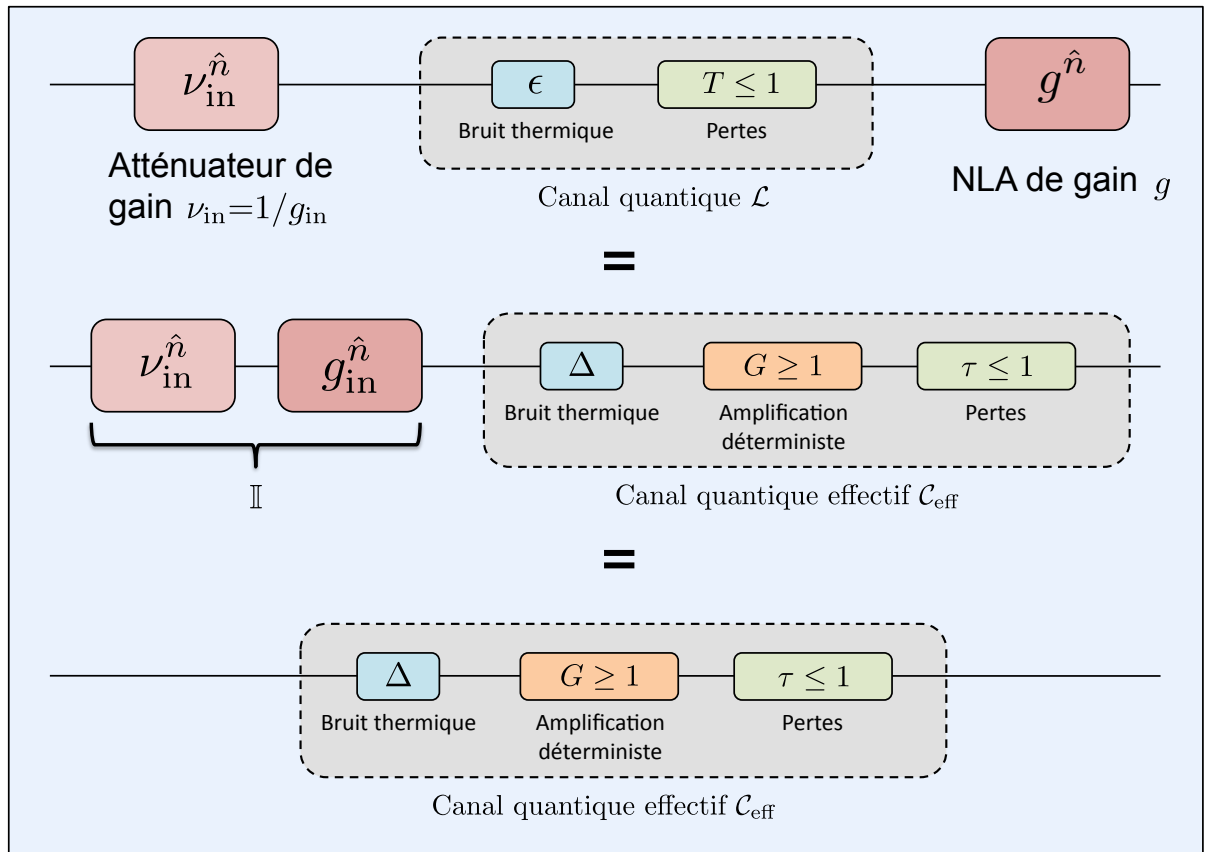 ν_in^n̂
ϵ
T ≤ 1
g^n̂
Bruit thermique
Pertes
Atténuateur de
gain ν_in=1/g_in
NLA de gain g
Canal quantique ℒ
=
ν_in^n̂
g_in^n̂
Δ
G ≥ 1
τ ≤ 1
Bruit thermique
Amplification
déterministe
Pertes
𝕀
Canal quantique effectif 𝒞_eff
=
Δ
G ≥ 1
τ ≤ 1
Bruit thermique
Amplification
déterministe
Pertes
Canal quantique effectif 𝒞_eff